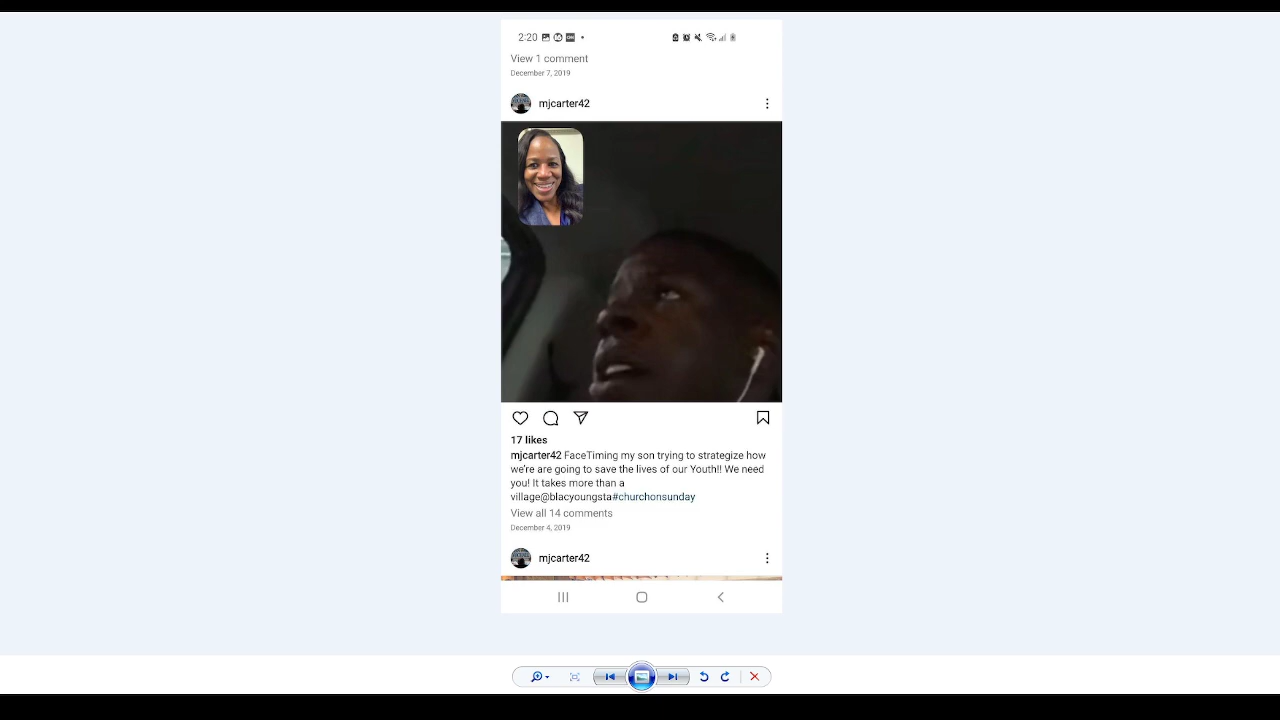 2:20
View 1 comment
December 7, 2019
mjcarter42
17 likes
mjcarter42 FaceTiming my son trying to strategize how
we're are going to save the lives of our Youth!! We need
you! It takes more than a
village@blacyoungsta#churchonsunday
View all 14 comments
December 4, 2019
mjcarter42